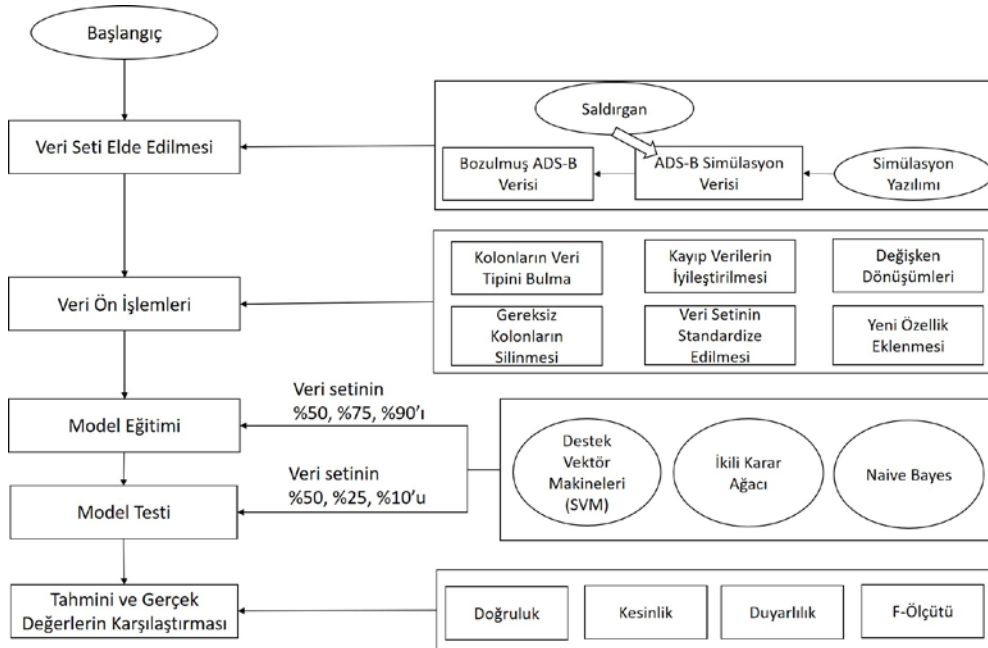 Başlangıç
Veri Seti Elde Edilmesi
Saldırgan
Bozulmuş ADS-B
Verisi
ADS-B Simülasyon
Verisi
Simülasyon
Yazılımı
Veri Ön İşlemleri
Kolonların Veri
Tipini Bulma
Kayıp Verilerin
İyileştirilmesi
Değişken
Dönüşümleri
Gereksiz
Kolonların
Silinmesi
Veri Setinin
Standardize
Edilmesi
Yeni Özellik
Eklenmesi
Model Eğitimi
Veri setinin
%50, %75, %90’ı
Model Testi
Veri setinin
%50, %25, %10’u
Destek
Vektör
Makineleri
(SVM)
İkili Karar
Ağacı
Naive Bayes
Tahmini ve Gerçek
Değerlerin Karşılaştırması
Doğruluk
Kesinlik
Duyarlılık
F-Ölçütü